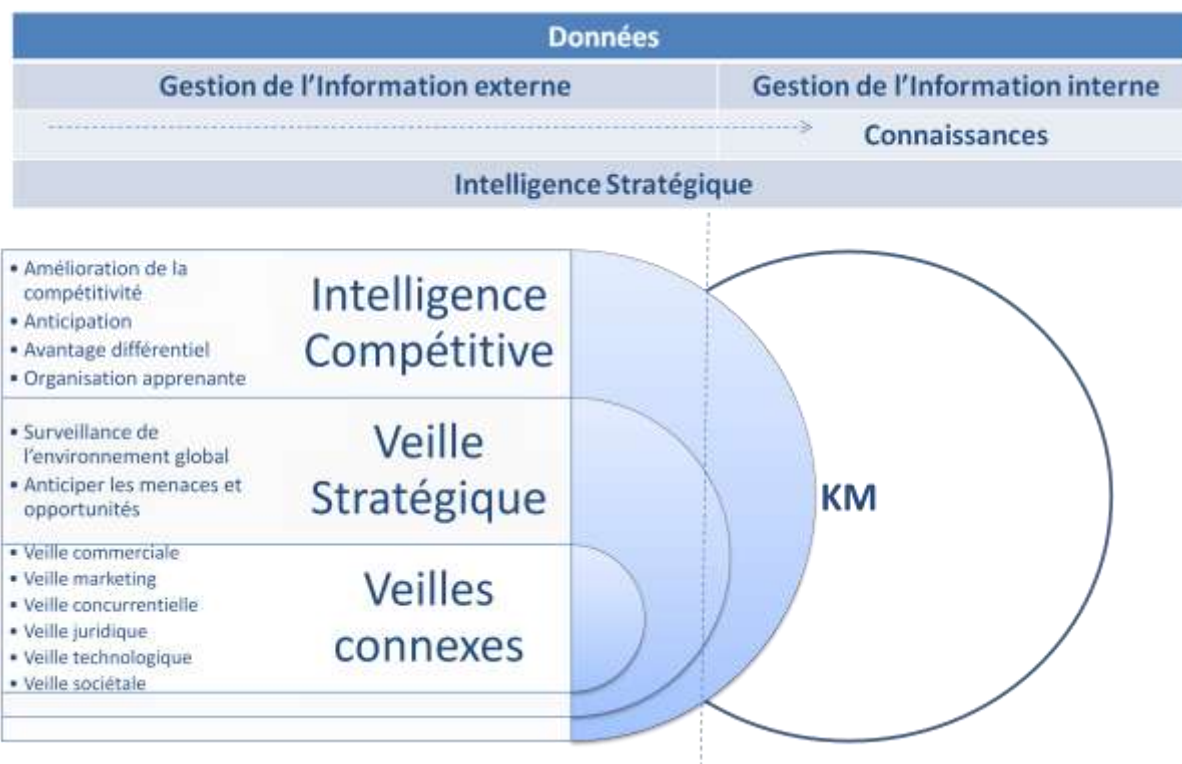 Données
Gestion de l'Information externe
Gestion de l'Information interne
Connaissances
Intelligence Stratégique
▪ Amélioration de la
compétitivité
▪ Anticipation
▪ Avantage différentiel
▪ Organisation apprenante
Intelligence
Compétitive
▪ Surveillance de
l'environnement global
▪ Anticiper les menaces et
opportunités
Veille
Stratégique
▪ Veille commerciale
▪ Veille marketing
▪ Veille concurrentielle
▪ Veille juridique
▪ Veille technologique
▪ Veille sociétale
Veilles
connexes
KM